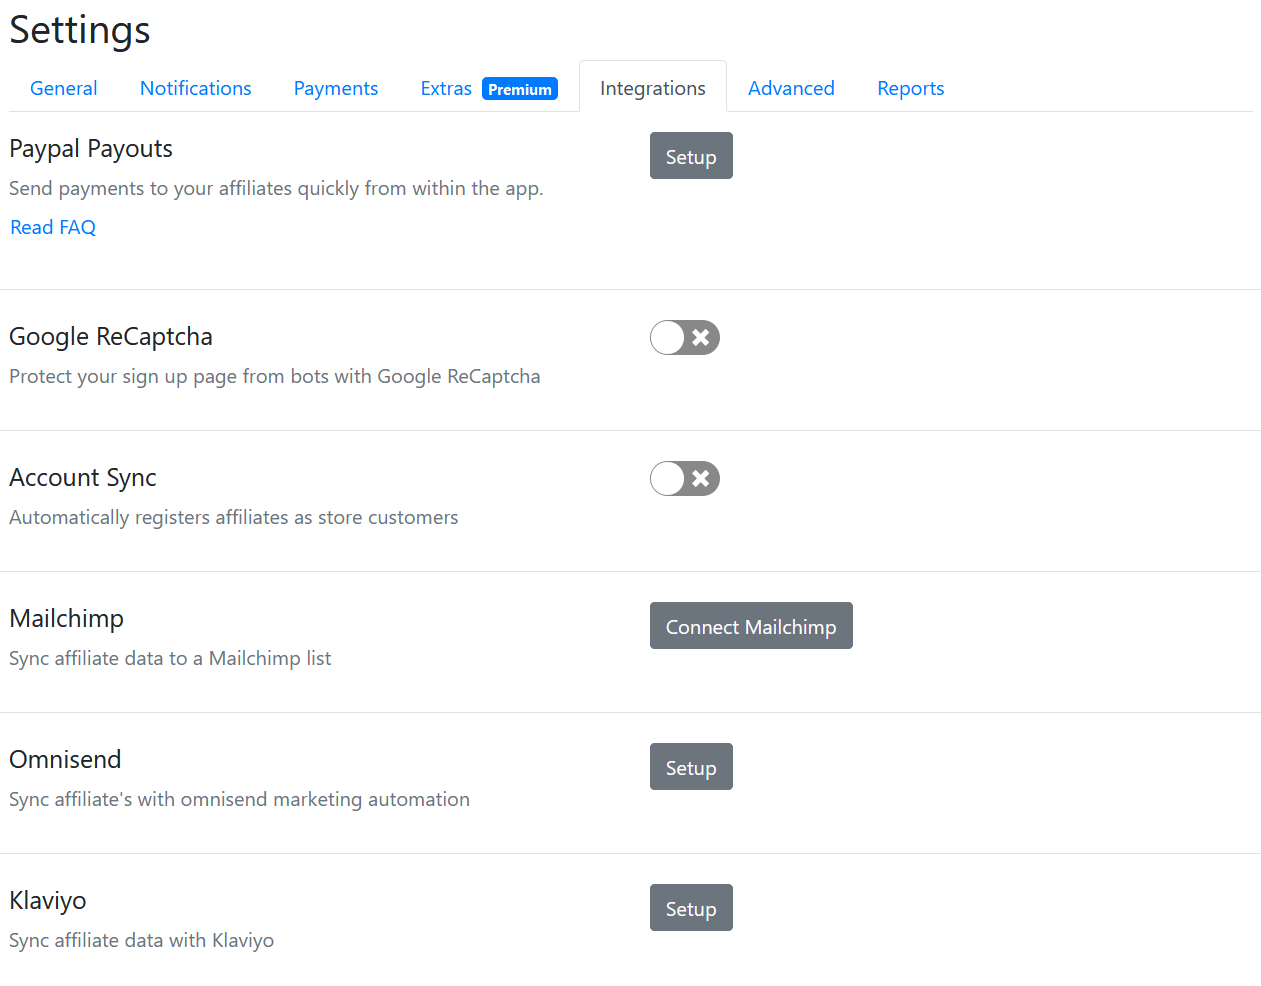 Settings
General Notifications Payments Extras Premium Integrations Advanced Reports
Paypal Payouts
Setup
Send payments to your affiliates quickly from within the app.
Read FAQ
Google ReCaptcha
Protect your sign up page from bots with Google ReCaptcha
Account Sync
Automatically registers affiliates as store customers
Mailchimp
Connect Mailchimp
Sync affiliate data to a Mailchimp list
Omnisend
Setup
Sync affiliate's with omnisend marketing automation
Klaviyo
Setup
Sync affiliate data with Klaviyo